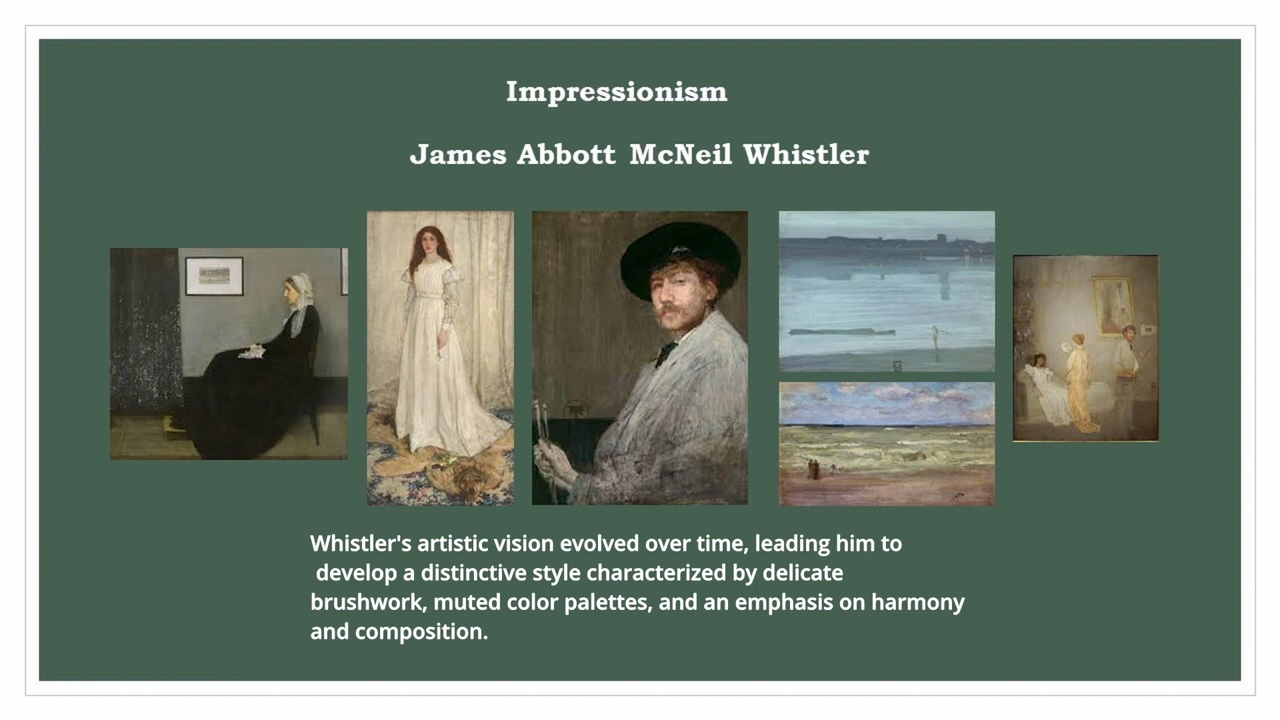 Impressionism
James Abbott McNeil Whistler
Whistler's artistic vision evolved over time, leading him to
develop a distinctive style characterized by delicate
brushwork, muted color palettes, and an emphasis on harmony
and composition.